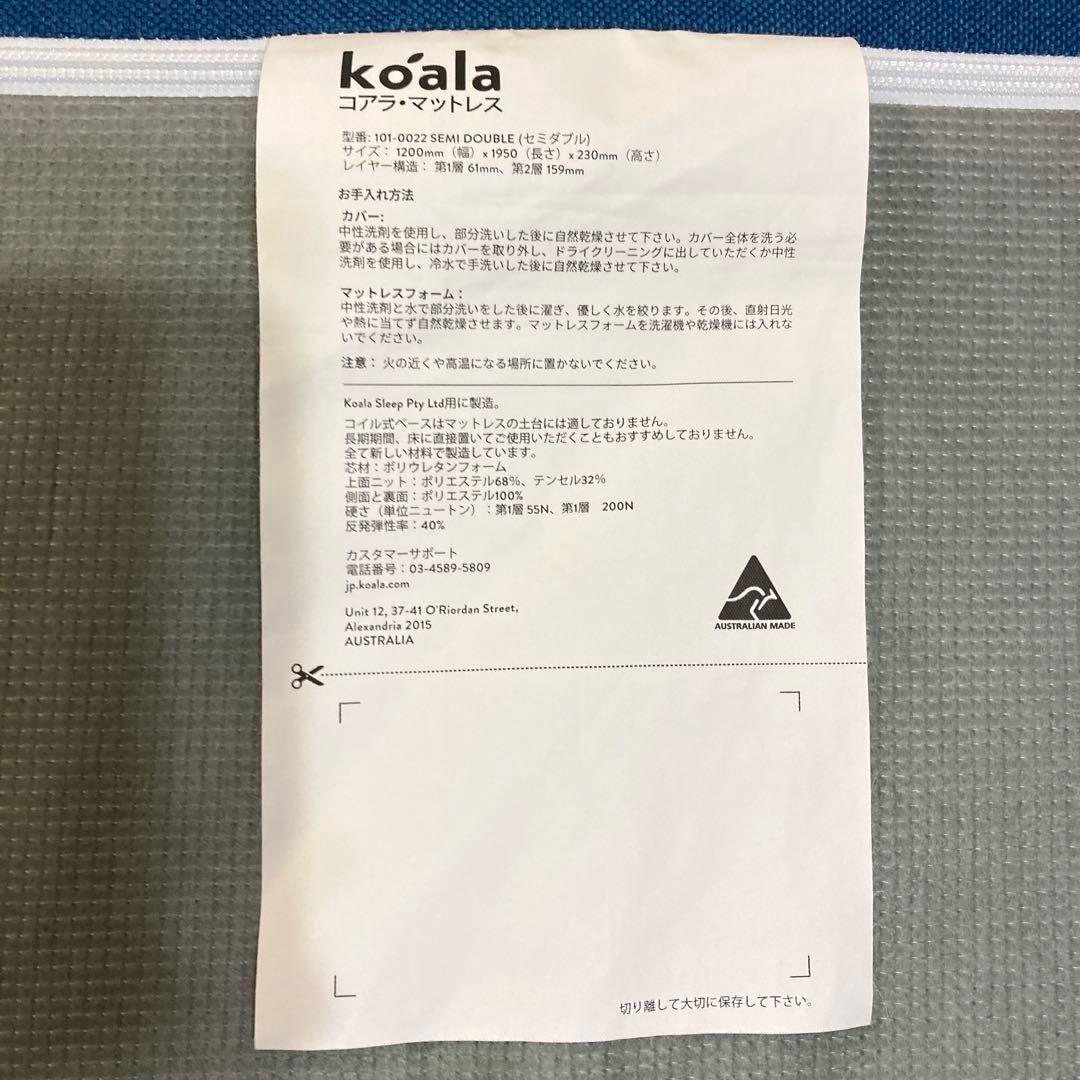 koala
コアラ・マットレス
型番: 101-0022 SEMI DOUBLE (セミダブル)
サイズ： 1200mm（幅）x 1950（長さ）x 230mm（高さ）
レイヤー構造： 第1層 61mm、第2層 159mm
お手入れ方法
カバー:
中性洗剤を使用し、部分洗いした後に自然乾燥させて下さい。カバー全体を洗う必
要がある場合にはカバーを取り外し、ドライクリーニングに出していただくか中性
洗剤を使用し、冷水で手洗いした後に自然乾燥させて下さい。
マットレスフォーム：
中性洗剤と水で部分洗いをした後に濯ぎ、優しく水を絞ります。その後、直射日光
や熱に当てず自然乾燥させます。マットレスフォームを洗濯機や乾燥機には入れな
いでください。
注意： 火の近くや高温になる場所に置かないでください。
Koala Sleep Pty Ltd用に製造。
コイル式ベースはマットレスの土台には適しておりません。
長期期間、床に直接置いてご使用いただくこともおすすめしておりません。
全て新しい材料で製造しています。
芯材：ポリウレタンフォーム
上面ニット：ポリエステル68%、テンセル32%
側面と裏面：ポリエステル100%
硬さ（単位ニュートン）：第1層 55N、第1層 200N
反発弾性率：40%
カスタマーサポート
電話番号：03-4589-5809
jp.koala.com
Unit 12, 37-41 O'Riordan Street,
Alexandria 2015
AUSTRALIA
AUSTRALIAN MADE
切り離して大切に保存して下さい。